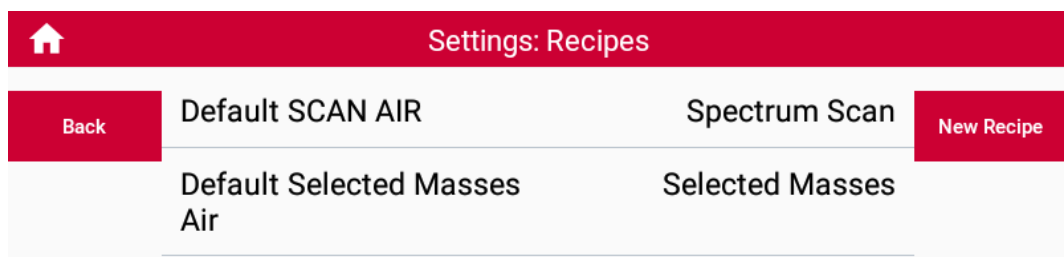 Settings: Recipes
Back
Default SCAN AIR
Spectrum Scan
New Recipe
Default Selected Masses
Air
Selected Masses